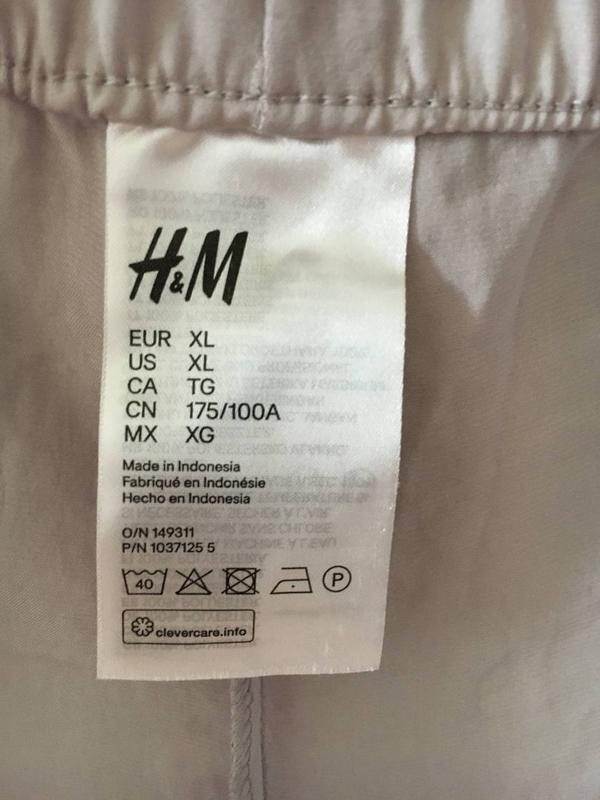 H&M
EUR XL
US XL
CA TG
CN 175/100A
MX XG
Made in Indonesia
Fabriqué en Indonésie
Hecho en Indonesia
O/N 149311
P/N 1037125 5
40
P
clevercare.info